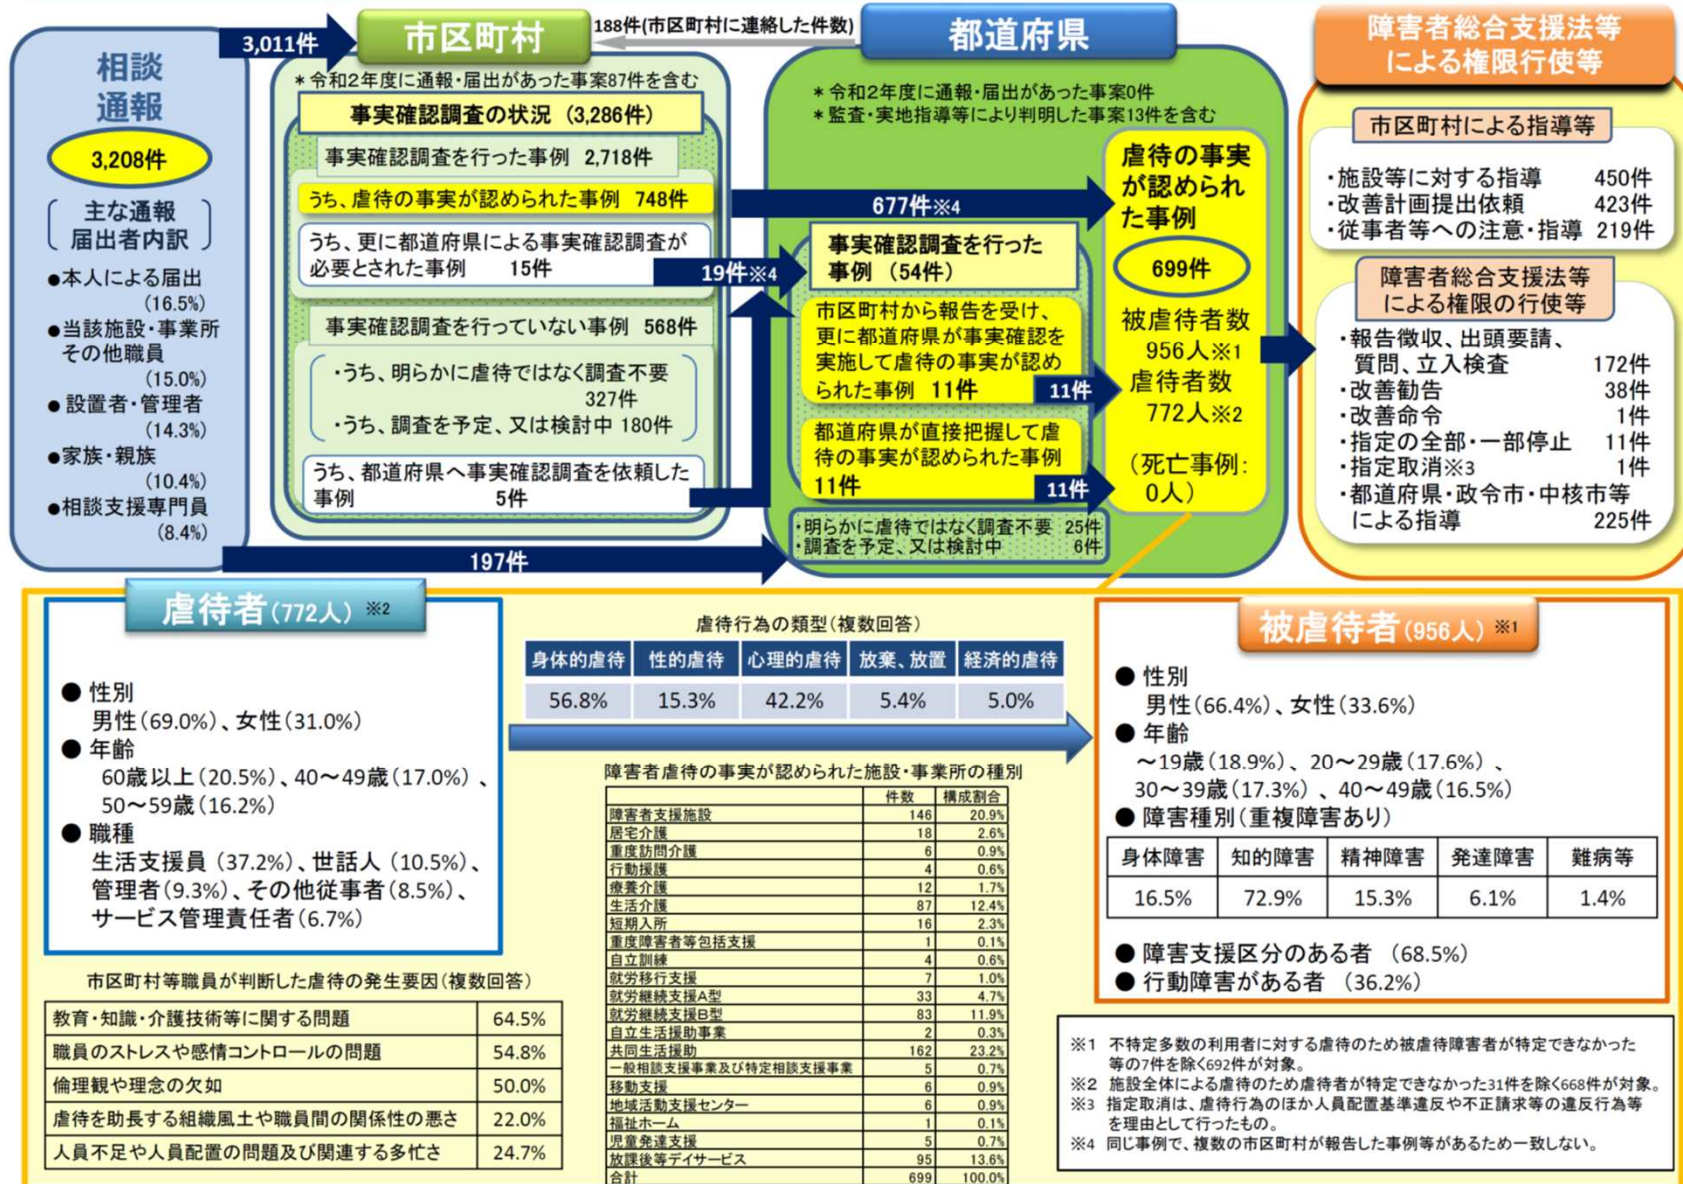 相談
通報
3,208件
主な通報
届出者内訳
●本人による届出
(16.5%)
●当該施設・事業所
その他職員
(15.0%)
●設置者・管理者
(14.3%)
●家族・親族
(10.4%)
●相談支援専門員
(8.4%)
3,011件
197件
市区町村
188件(市区町村に連絡した件数)
*令和2年度に通報・届出があった事案87件を含む
事実確認調査の状況 (3,286件)
事実確認調査を行った事例 2,718件
うち、虐待の事実が認められた事例 748件
うち、更に都道府県による事実確認調査が
必要とされた事例 15件
事実確認調査を行っていない事例 568件
・うち、明らかに虐待ではなく調査不要
327件
・うち、調査を予定、又は検討中 180件
うち、都道府県へ事実確認調査を依頼した
事例 5件
都道府県
*令和2年度に通報・届出があった事案0件
*監査・実地指導等により判明した事案13件を含む
677件※4
19件※4
事実確認調査を行った
事例 (54件)
市区町村から報告を受け、
更に都道府県が事実確認を
実施して虐待の事実が認め
られた事例 11件
11件
都道府県が直接把握して虐
待の事実が認められた事例
11件
11件
・明らかに虐待ではなく調査不要 25件
・調査を予定、又は検討中 6件
虐待の事実
が認められ
た事例
699件
被虐待者数
956人※1
虐待者数
772人※2
(死亡事例:
0人)
障害者総合支援法等
による権限行使等
市区町村による指導等
・施設等に対する指導 450件
・改善計画提出依頼 423件
・従事者等への注意・指導 219件
障害者総合支援法等
による権限の行使等
・報告徴収、出頭要請、
質問、立入検査 172件
・改善勧告 38件
・改善命令 1件
・指定の全部・一部停止 11件
・指定取消※3 1件
・都道府県・政令市・中核市等
による指導 225件
虐待者(772人) ※2
● 性別
男性(69.0%)、女性(31.0%)
● 年齢
60歳以上(20.5%)、40～49歳(17.0%)、
50～59歳(16.2%)
● 職種
生活支援員 (37.2%)、世話人 (10.5%)、
管理者(9.3%)、その他従事者(8.5%)、
サービス管理責任者(6.7%)
市区町村等職員が判断した虐待の発生要因(複数回答)
教育・知識・介護技術等に関する問題 64.5%
職員のストレスや感情コントロールの問題 54.8%
倫理観や理念の欠如 50.0%
虐待を助長する組織風土や職員間の関係性の悪さ 22.0%
人員不足や人員配置の問題及び関連する多忙さ 24.7%
虐待行為の類型(複数回答)
身体的虐待 性的虐待 心理的虐待 放棄、放置 経済的虐待
56.8% 15.3% 42.2% 5.4% 5.0%
障害者虐待の事実が認められた施設・事業所の種別
件数 構成割合
障害者支援施設 146 20.9%
居宅介護 18 2.6%
重度訪問介護 6 0.9%
行動援護 4 0.6%
療養介護 12 1.7%
生活介護 87 12.4%
短期入所 16 2.3%
重度障害者等包括支援 1 0.1%
自立訓練 4 0.6%
就労移行支援 7 1.0%
就労継続支援A型 33 4.7%
就労継続支援B型 83 11.9%
自立生活援助事業 2 0.3%
共同生活援助 162 23.2%
一般相談支援事業及び特定相談支援事業 5 0.7%
移動支援 6 0.9%
地域活動支援センター 6 0.9%
福祉ホーム 1 0.1%
児童発達支援 5 0.7%
放課後等デイサービス 95 13.6%
合計 699 100.0%
被虐待者(956人) ※1
● 性別
男性(66.4%)、女性(33.6%)
● 年齢
～19歳(18.9%)、20～29歳(17.6%)、
30～39歳(17.3%)、40～49歳(16.5%)
● 障害種別(重複障害あり)
身体障害 知的障害 精神障害 発達障害 難病等
16.5% 72.9% 15.3% 6.1% 1.4%
● 障害支援区分のある者 (68.5%)
● 行動障害がある者 (36.2%)
※1 不特定多数の利用者に対する虐待のため被虐待障害者が特定できなかった
等の7件を除く692件が対象。
※2 施設全体による虐待のため虐待者が特定できなかった31件を除く668件が対象。
※3 指定取消は、虐待行為のほか人員配置基準違反や不正請求等の違反行為等
を理由として行ったもの。
※4 同じ事例で、複数の市区町村が報告した事例等があるため一致しない。